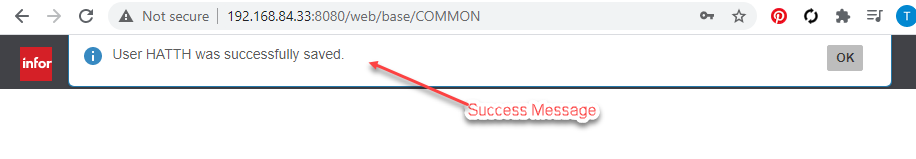 Not secure | 192.168.84.33:8080/web/base/COMMON
T
infor
User HATTH was successfully saved.
OK
Success Message